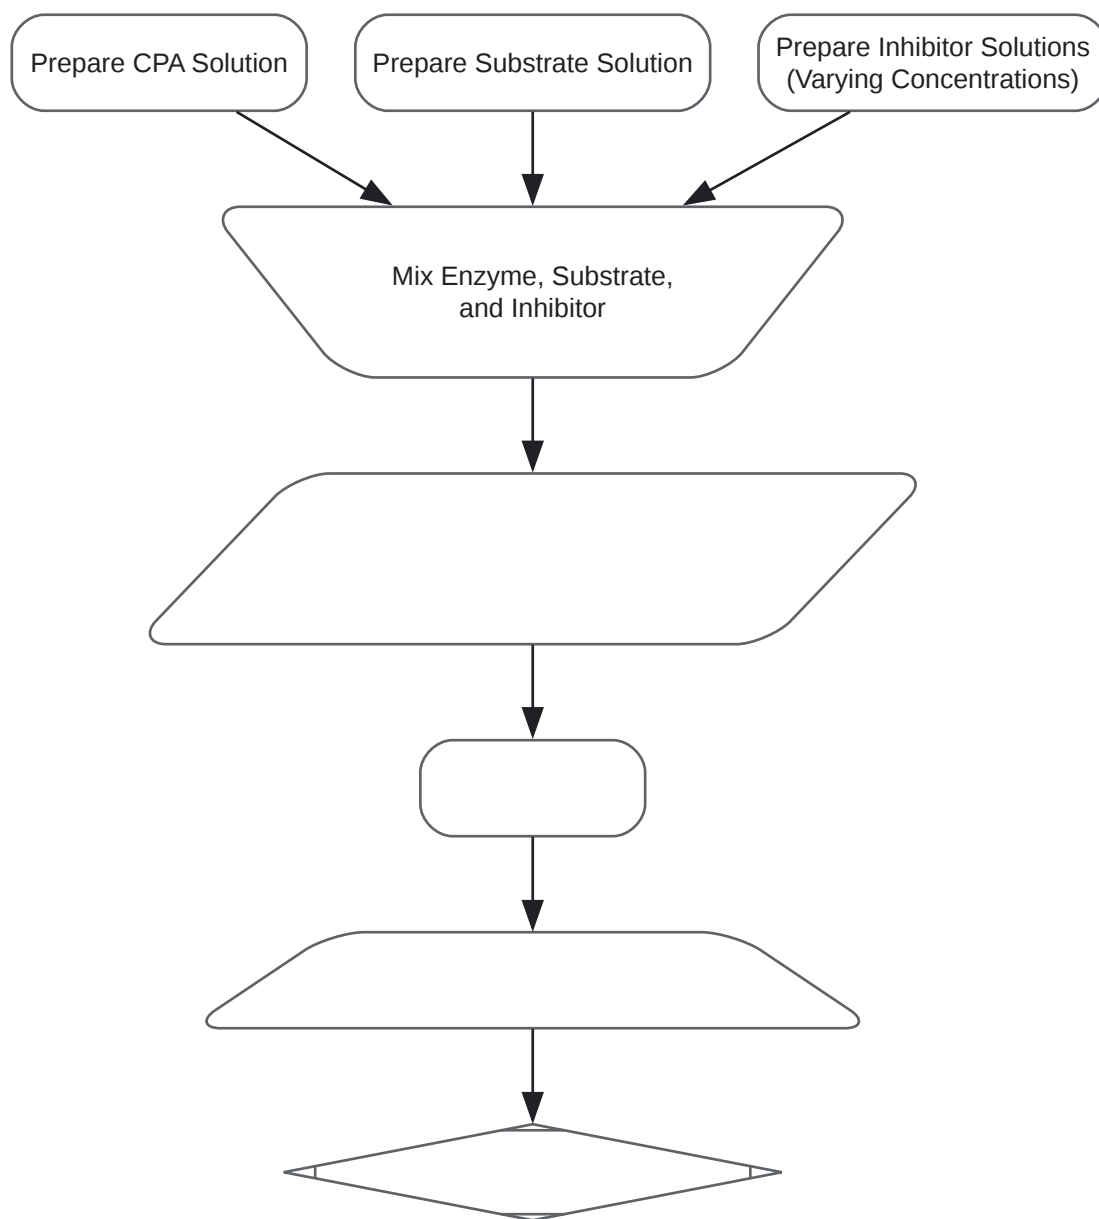 Prepare CPA Solution
Prepare Substrate Solution
Prepare Inhibitor Solutions
(Varying Concentrations)
Mix Enzyme, Substrate,
and Inhibitor